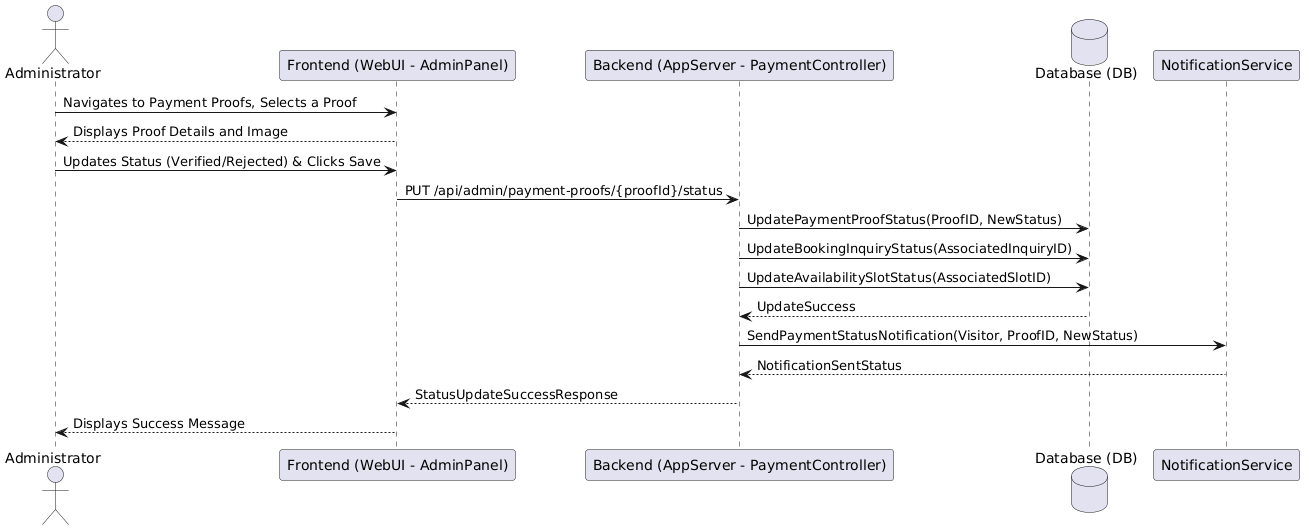 Administrator
Frontend (WebUI - AdminPanel)
Backend (AppServer - PaymentController)
Database (DB)
NotificationService
Navigates to Payment Proofs, Selects a Proof
Displays Proof Details and Image
Updates Status (Verified/Rejected) & Clicks Save
PUT /api/admin/payment-proofs/{proofId}/status
UpdatePaymentProofStatus(ProofID, NewStatus)
UpdateBookingInquiryStatus(AssociatedInquiryID)
UpdateAvailabilitySlotStatus(AssociatedSlotID)
UpdateSuccess
SendPaymentStatusNotification(Visitor, ProofID, NewStatus)
NotificationSentStatus
StatusUpdateSuccessResponse
Displays Success Message
Administrator
Frontend (WebUI - AdminPanel)
Backend (AppServer - PaymentController)
Database (DB)
NotificationService